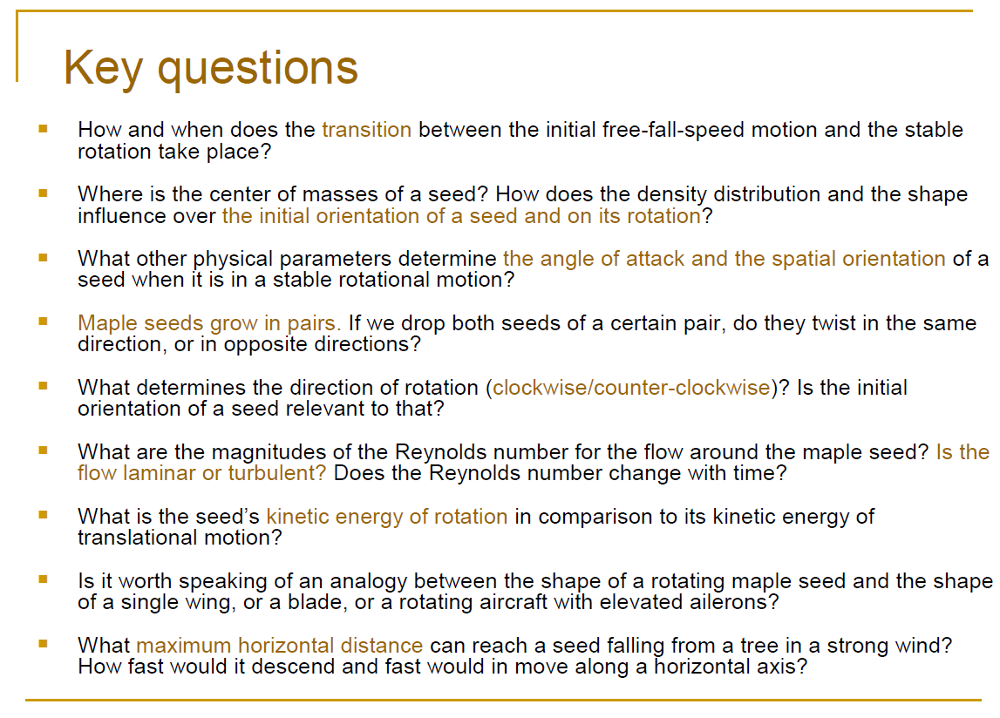 Key questions
How and when does the transition between the initial free-fall-speed motion and the stable
rotation take place?
Where is the center of masses of a seed? How does the density distribution and the shape
influence over the initial orientation of a seed and on its rotation?
What other physical parameters determine the angle of attack and the spatial orientation of a
seed when it is in a stable rotational motion?
Maple seeds grow in pairs. If we drop both seeds of a certain pair, do they twist in the same
direction, or in opposite directions?
What determines the direction of rotation (clockwise/counter-clockwise)? Is the initial
orientation of a seed relevant to that?
What are the magnitudes of the Reynolds number for the flow around the maple seed? Is the
flow laminar or turbulent? Does the Reynolds number change with time?
What is the seed’s kinetic energy of rotation in comparison to its kinetic energy of
translational motion?
Is it worth speaking of an analogy between the shape of a rotating maple seed and the shape
of a single wing, or a blade, or a rotating aircraft with elevated ailerons?
What maximum horizontal distance can reach a seed falling from a tree in a strong wind?
How fast would it descend and fast would in move along a horizontal axis?